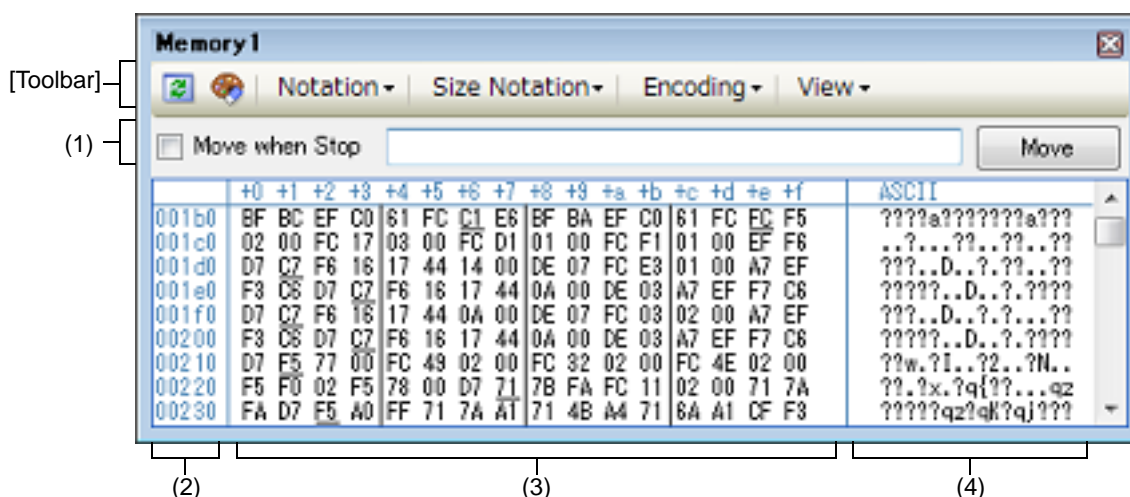 Memory1
[Toolbar] Notation Size Notation Encoding View
(1) Move when Stop Move
+0 +1 +2 +3 +4 +5 +6 +7 +8 +9 +a +b +c +d +e +f ASCII
001b0 BF BC EF C0 61 FC C1 E6 BF BA EF C0 61 FC FC F5 ????a???????a???
001c0 02 00 FC 17 03 00 FC D1 01 00 FC F1 01 00 EF F6 ..?...??..??..??
001d0 D7 C7 F6 16 17 44 14 00 DE 07 FC E3 01 00 A7 EF ???..D..?.??..??
001e0 F3 C6 D7 C7 F6 16 17 44 0A 00 DE 03 A7 EF F7 C6 ?????..D..?.????
001f0 D7 C7 F6 16 17 44 0A 00 DE 07 FC 03 02 00 A7 EF ???..D..?.?...??
00200 F3 C6 D7 C7 F6 16 17 44 0A 00 DE 03 A7 EF F7 C6 ?????..D..?.????
00210 D7 F5 77 00 FC 49 02 00 FC 32 02 00 FC 4E 02 00 ??w.?I..?2..?N..
00220 F5 F0 02 F5 78 00 D7 71 7B FA FC 11 02 00 71 7A ??.?x.?q{??...qz
00230 FA D7 F5 A0 FF 71 7A A1 71 4B A4 71 6A A1 CF F3 ?????qz?qK?qj???
(2) (3) (4)